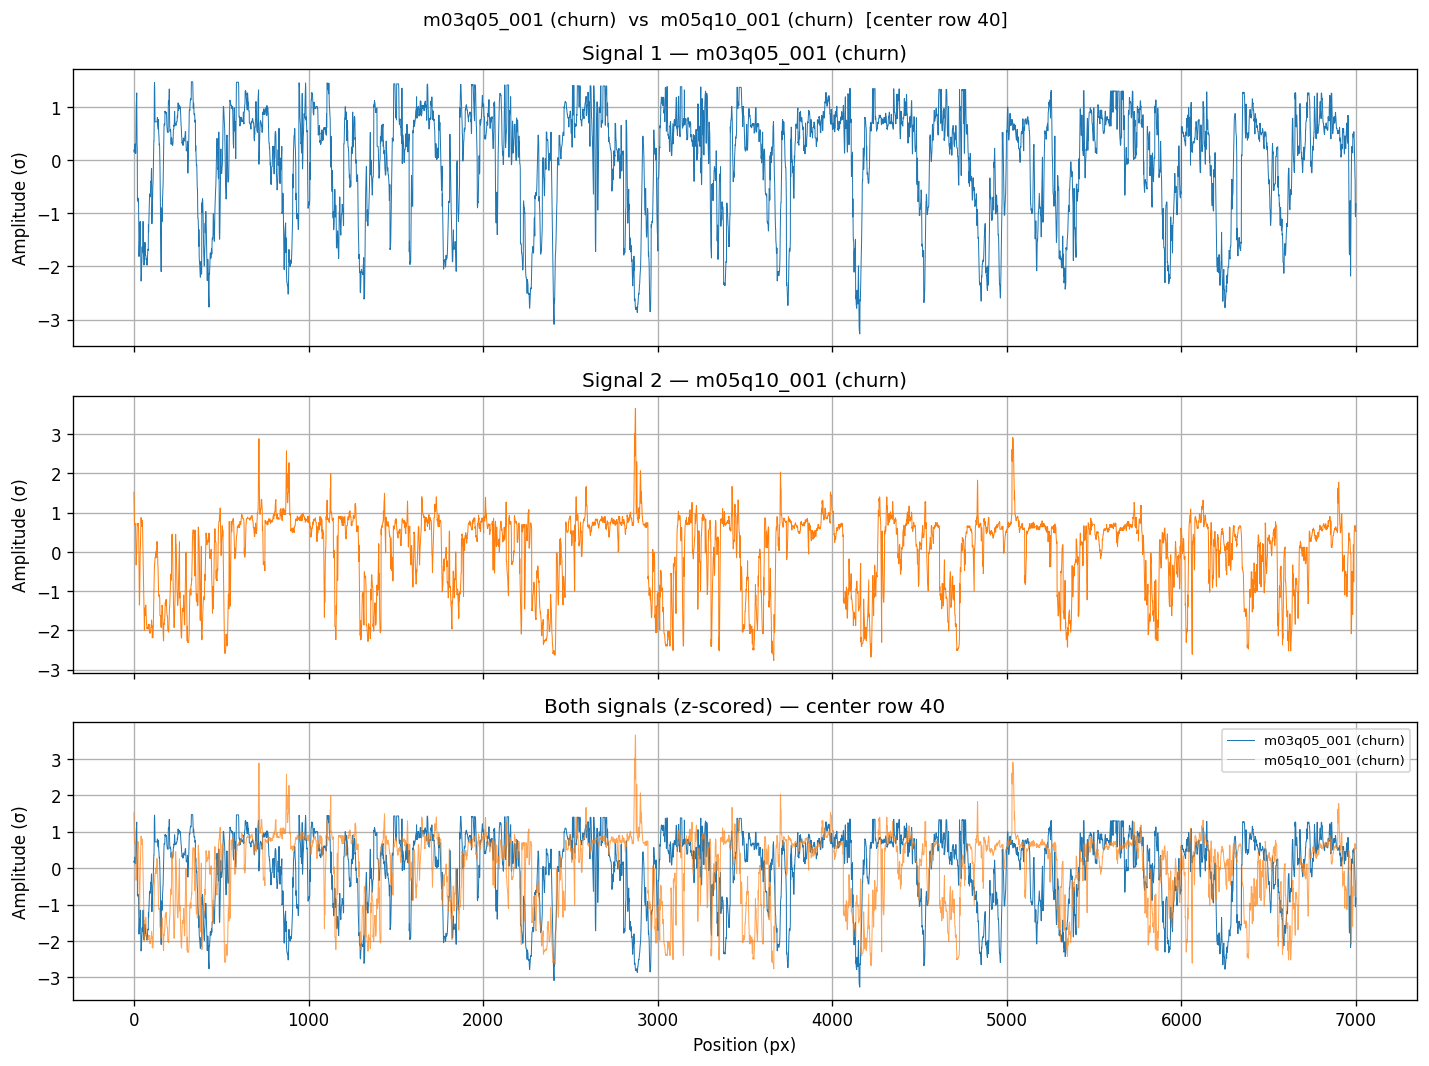 m03q05_001 (churn)  vs  m05q10_001 (churn)  [center row 40]
Signal 1 — m03q05_001 (churn)
Amplitude (σ)
1
0
−1
−2
−3
Signal 2 — m05q10_001 (churn)
Amplitude (σ)
3
2
1
0
−1
−2
−3
Both signals (z-scored) — center row 40
m03q05_001 (churn)
m05q10_001 (churn)
Amplitude (σ)
3
2
1
0
−1
−2
−3
0 1000 2000 3000 4000 5000 6000 7000
Position (px)